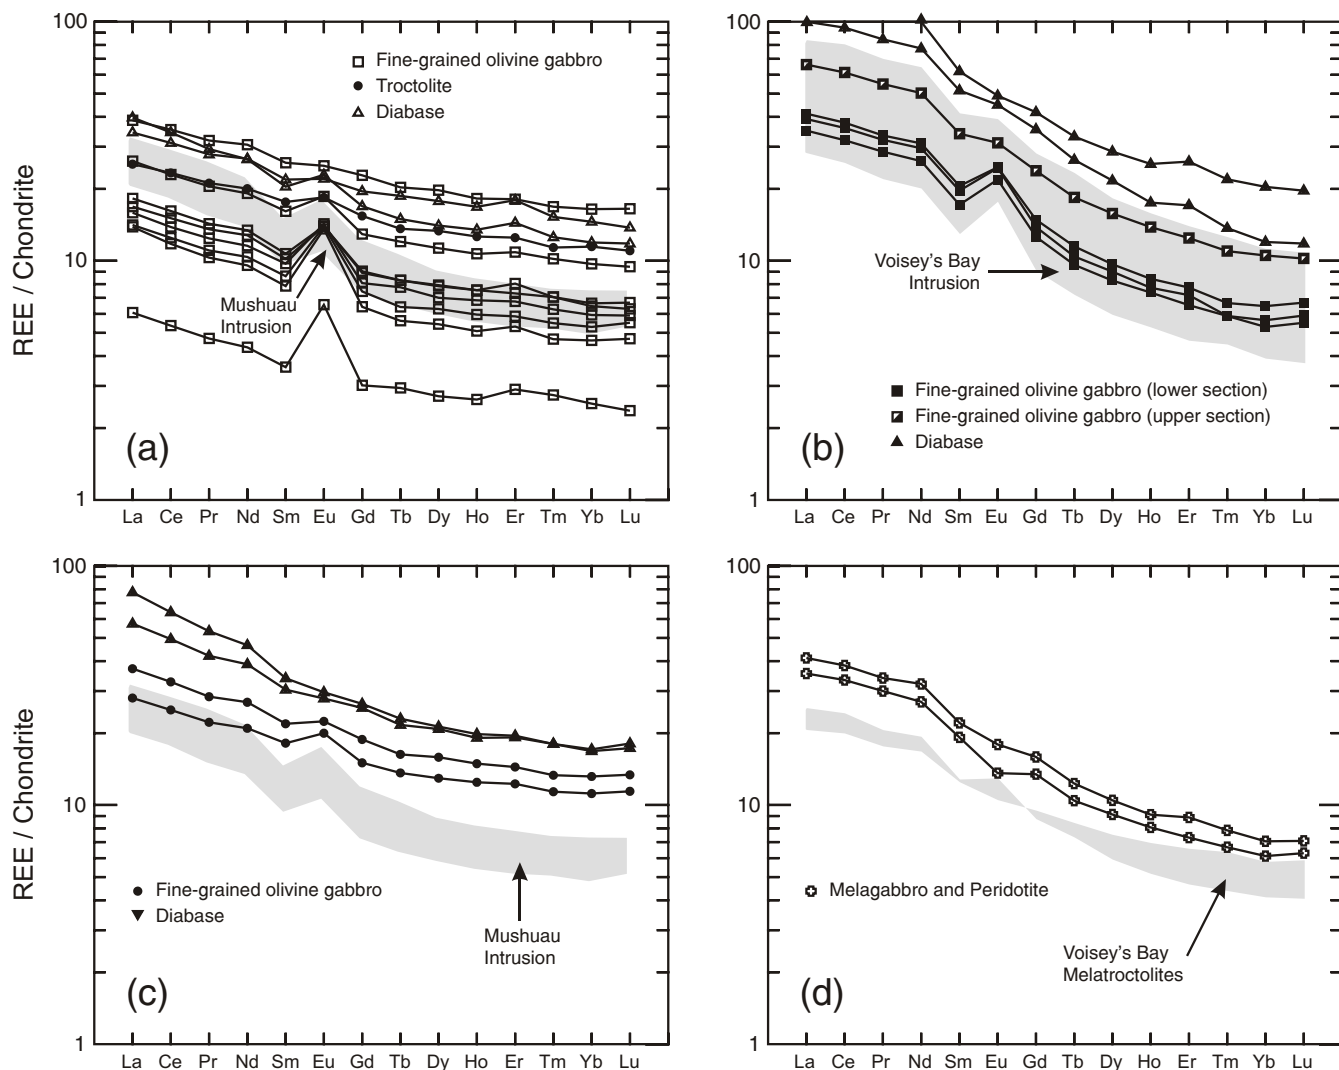 100
10
1
REE / Chondrite
Fine-grained olivine gabbro
Troctolite
Diabase
Mushuau
Intrusion
(a)
La Ce Pr Nd Sm Eu Gd Tb Dy Ho Er Tm Yb Lu
100
10
1
Voisey's Bay
Intrusion
Fine-grained olivine gabbro (lower section)
Fine-grained olivine gabbro (upper section)
Diabase
(b)
La Ce Pr Nd Sm Eu Gd Tb Dy Ho Er Tm Yb Lu
100
10
1
REE / Chondrite
Fine-grained olivine gabbro
Diabase
Mushuau
Intrusion
(c)
La Ce Pr Nd Sm Eu Gd Tb Dy Ho Er Tm Yb Lu
100
10
1
Melagabbro and Peridotite
Voisey's Bay
Melatroctolites
(d)
La Ce Pr Nd Sm Eu Gd Tb Dy Ho Er Tm Yb Lu